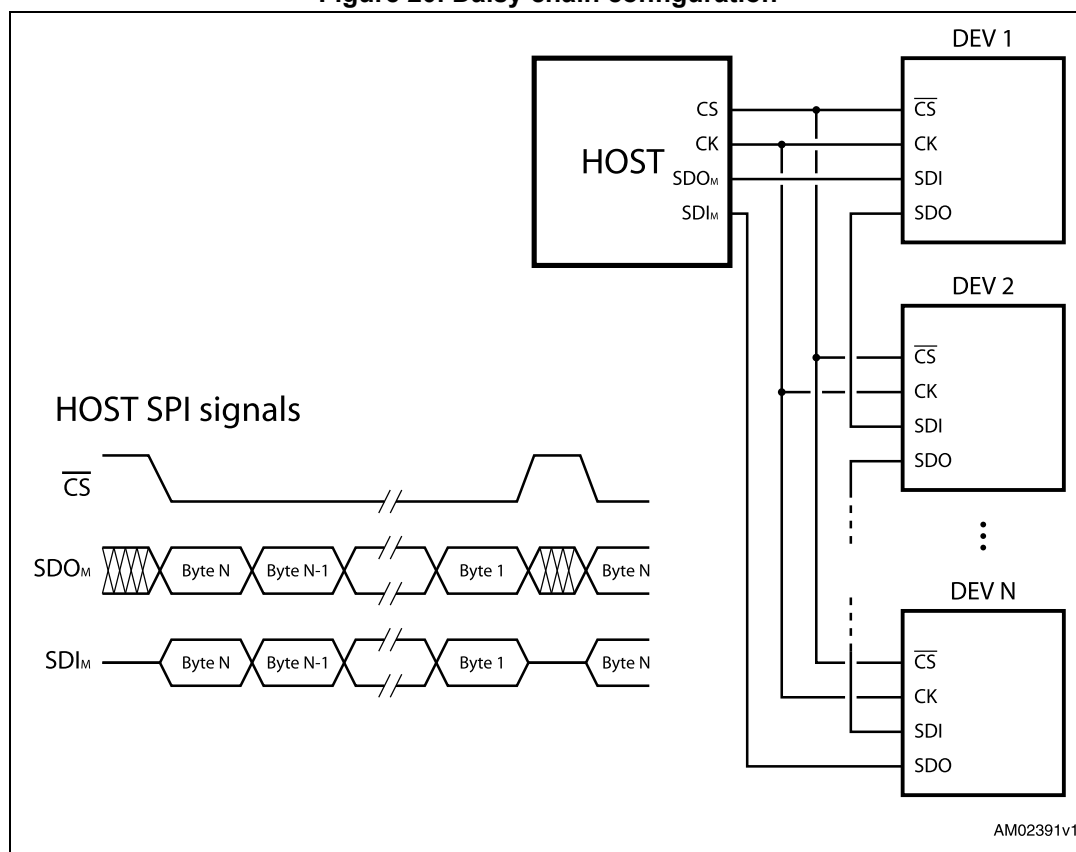 DEV 1
CS
CK
HOST
SDOM
SDIM
CS
CK
SDI
SDO
DEV 2
CS
CK
SDI
SDO
DEV N
CS
CK
SDI
SDO
HOST SPI signals
CS
SDOM
Byte N
Byte N-1
Byte 1
Byte N
SDIM
Byte N
Byte N-1
Byte 1
Byte N
AM02391v1